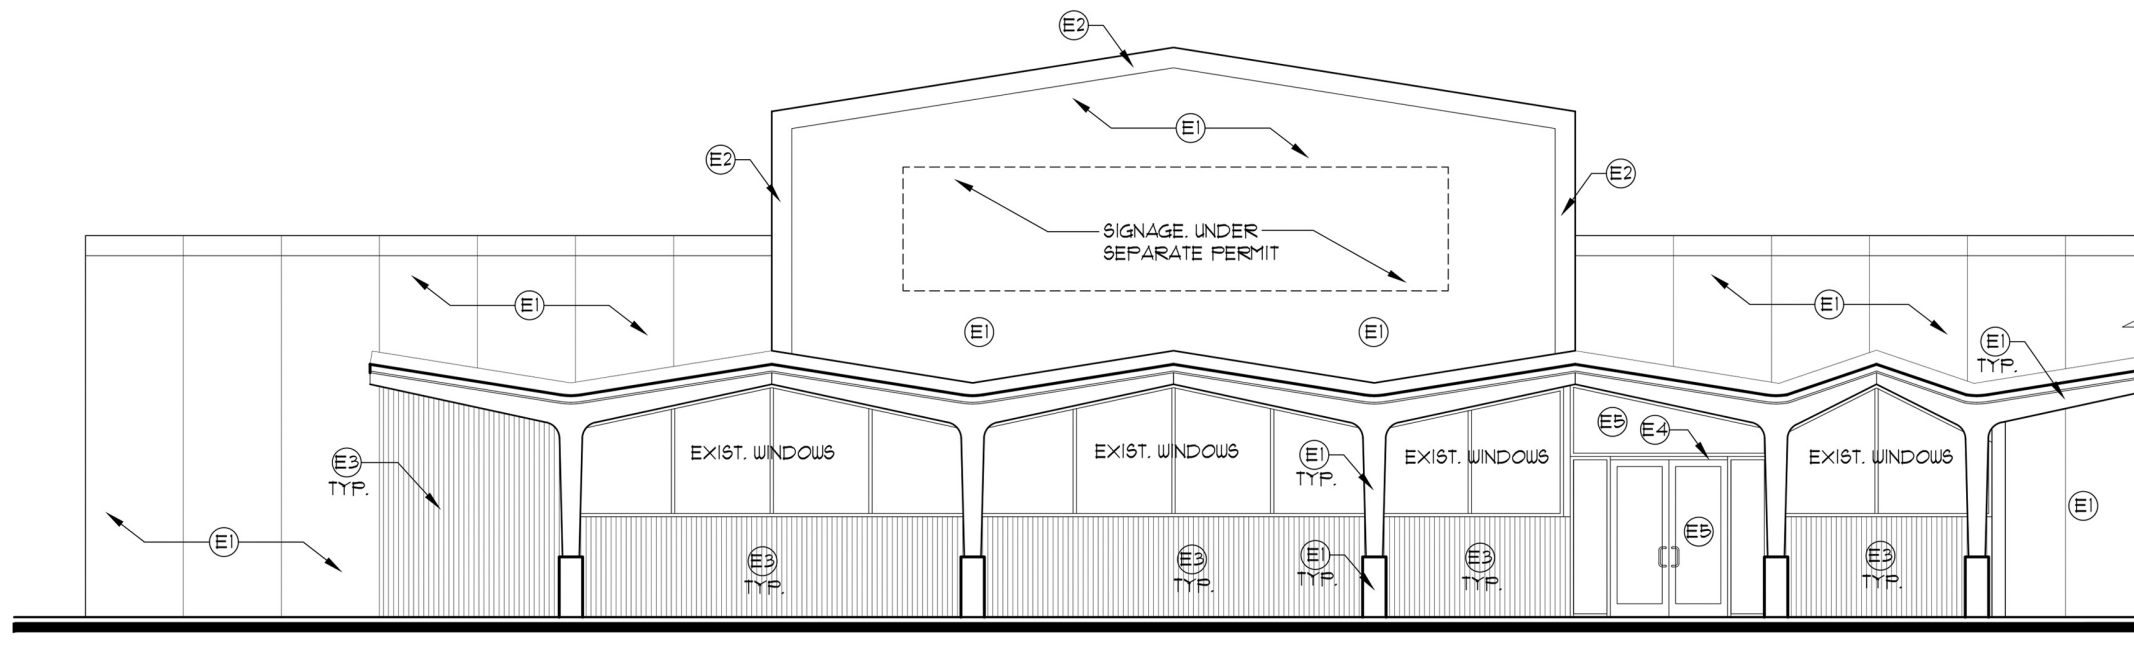 E2
E1
E2
E2
SIGNAGE. UNDER
SEPARATE PERMIT
E1
E1
E1
E1
E1
TYP.
E3
TYP.
EXIST. WINDOWS
EXIST. WINDOWS
E1
TYP.
EXIST. WINDOWS
E5
E4
EXIST. WINDOWS
E1
E1
E3
TYP.
E3
TYP.
E1
TYP.
E3
TYP.
E5
E3
TYP.